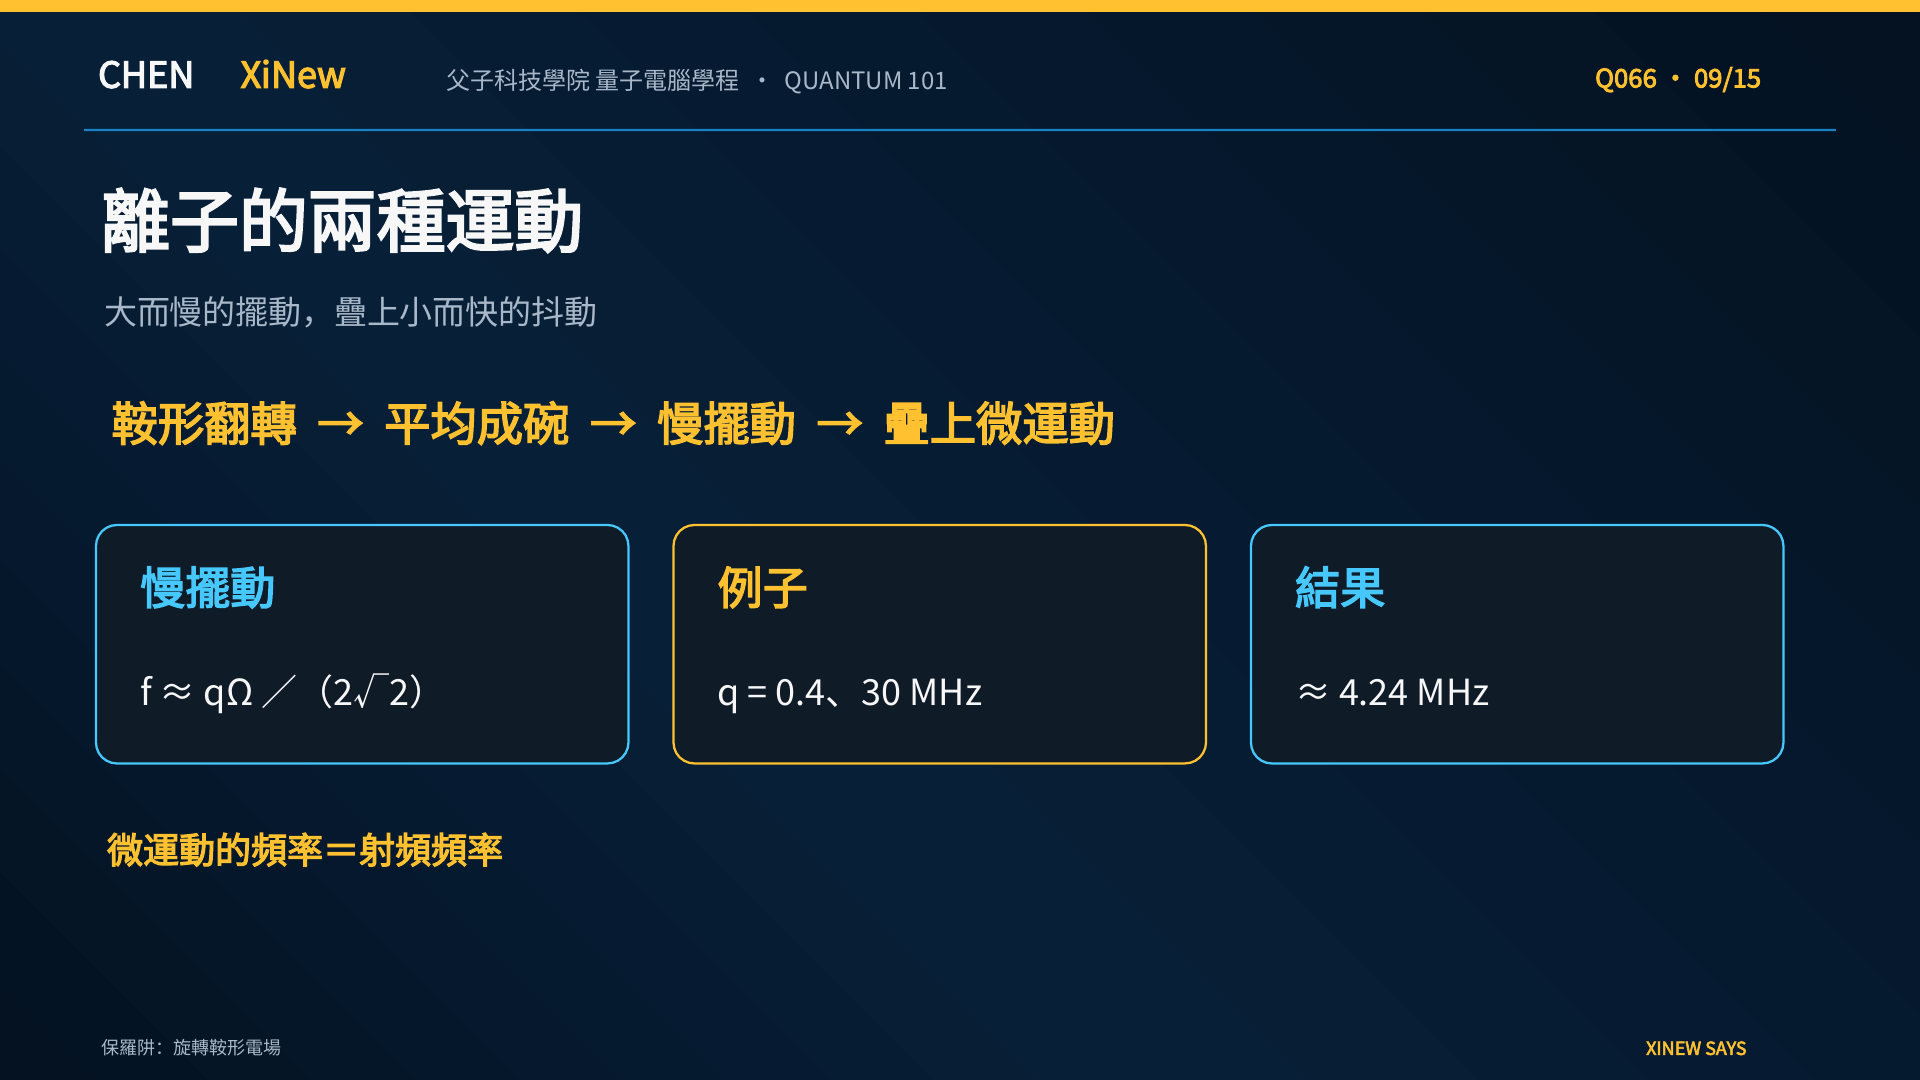 CHEN XiNew 父子科技學院 量子電腦學程 · QUANTUM 101 Q066 · 09/15
離子的兩種運動
大而慢的擺動，疊上小而快的抖動
鞍形翻轉 → 平均成碗 → 慢擺動 → 疊上微運動
慢擺動
f ≈ qΩ ／（2√2）
例子
q = 0.4、30 MHz
結果
≈ 4.24 MHz
微運動的頻率＝射頻頻率
保羅阱：旋轉鞍形電場
XINEW SAYS